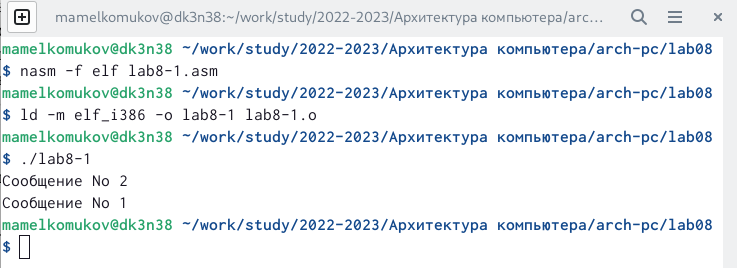 mamelkomukov@dk3n38:~/work/study/2022-2023/Архитектура компьютера/arc...
mamelkomukov@dk3n38 ~/work/study/2022-2023/Архитектура компьютера/arch-pc/lab08
$ nasm -f elf lab8-1.asm
mamelkomukov@dk3n38 ~/work/study/2022-2023/Архитектура компьютера/arch-pc/lab08
$ ld -m elf_i386 -o lab8-1 lab8-1.o
mamelkomukov@dk3n38 ~/work/study/2022-2023/Архитектура компьютера/arch-pc/lab08
$ ./lab8-1
Сообщение No 2
Сообщение No 1
mamelkomukov@dk3n38 ~/work/study/2022-2023/Архитектура компьютера/arch-pc/lab08
$